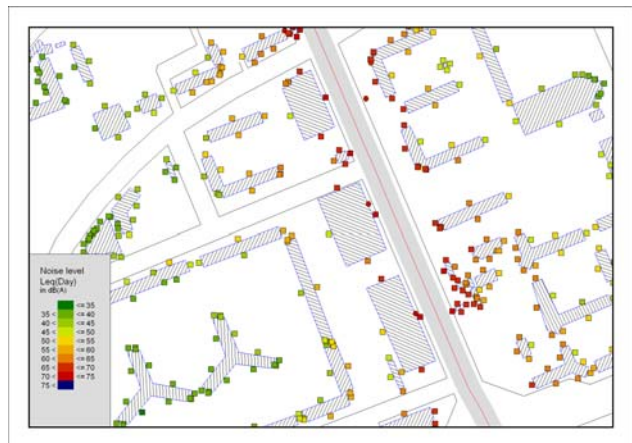 Noise level
Leq(Day)
in dB(A)
<= 35
35 < <= 40
40 < <= 45
45 < <= 50
50 < <= 55
55 < <= 60
60 < <= 65
65 < <= 70
70 < <= 75
75 <